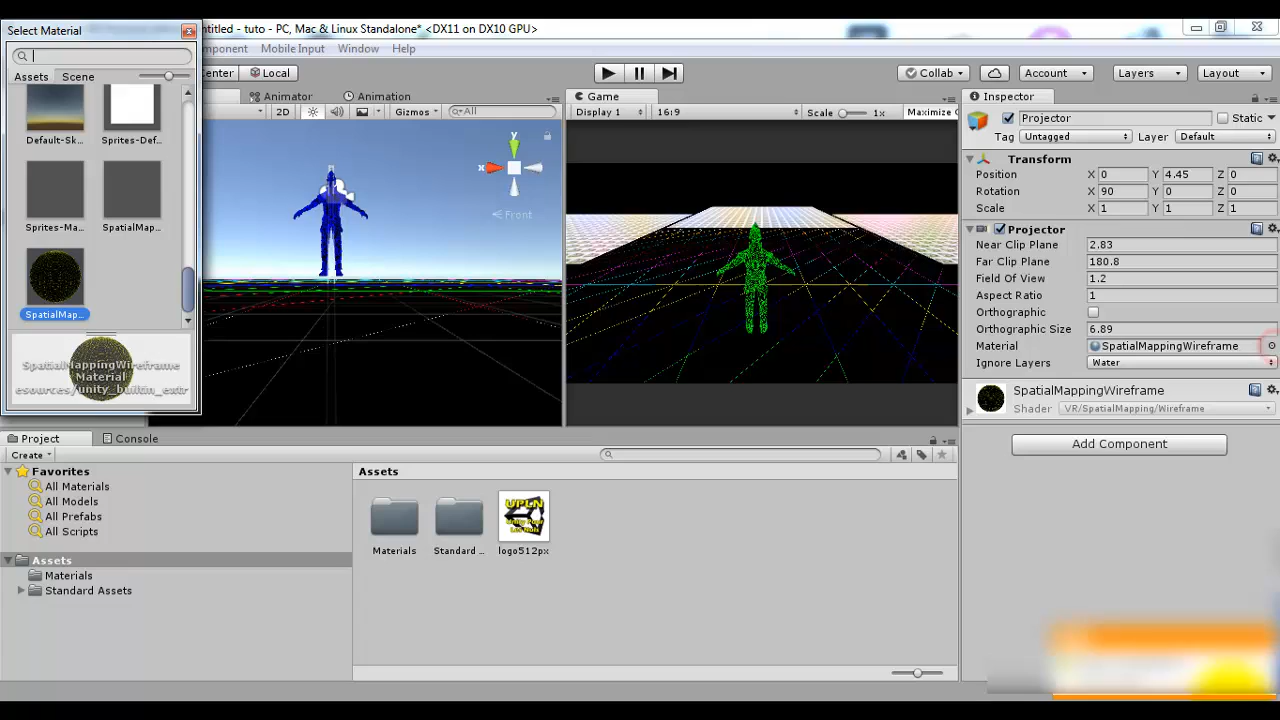 Select Material
ntitled - tuto - PC, Mac & Linux Standalone* <DX11 on DX10 GPU>
mponent Mobile Input Window Help
Assets Scene
Center Local
Collab Account Layers Layout
Animator Animation
Game
Inspector
2D Gizmos All
Display 1 16:9 Scale 1x Maximize
Default-Sk... Sprites-Def...
Sprites-Ma... SpatialMap...
SpatialMap...
SpatialMappingWireframe
Material
esources/unity_builtin_extr
y
x
Front
Projector Static
Tag Untagged Layer Default
Transform
Position X 0 Y 4.45 Z 0
Rotation X 90 Y 0 Z 0
Scale X 1 Y 1 Z 1
Projector
Near Clip Plane 2.83
Far Clip Plane 180.8
Field Of View 1.2
Aspect Ratio 1
Orthographic
Orthographic Size 6.89
Material SpatialMappingWireframe
Ignore Layers Water
SpatialMappingWireframe
Shader VR/SpatialMapping/Wireframe
Add Component
Project Console
Create
Favorites
All Materials
All Models
All Prefabs
All Scripts
Assets
Materials
Standard Assets
Assets
UPLN
Unity Pour
Les Nuls
Materials Standard ... logo512px